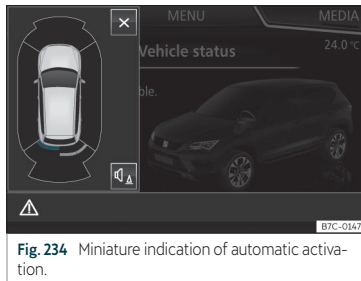 MENU
MEDIA
Vehicle status
24.0 °C
ble.
B7C-0147
Fig. 234 Miniature indication of automatic activa-
tion.